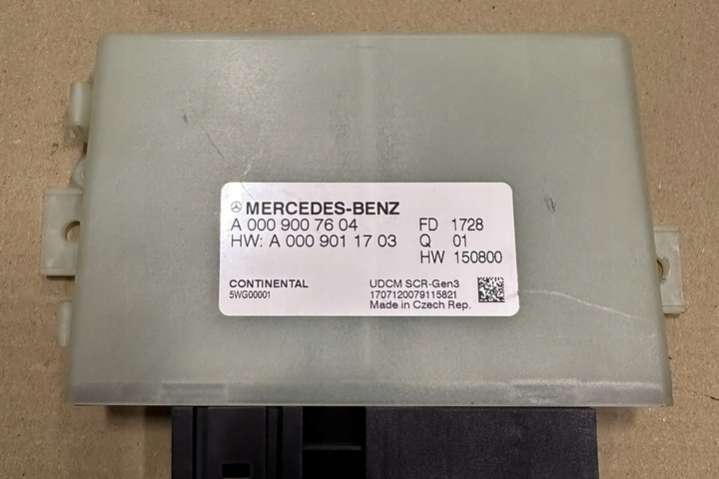 MERCEDES-BENZ
A 000 900 76 04 FD 1728
HW: A 000 901 17 03 Q 01
HW 150800
CONTINENTAL UDCM SCR-Gen3
5WG00001 1707120079115821
Made in Czech Rep.